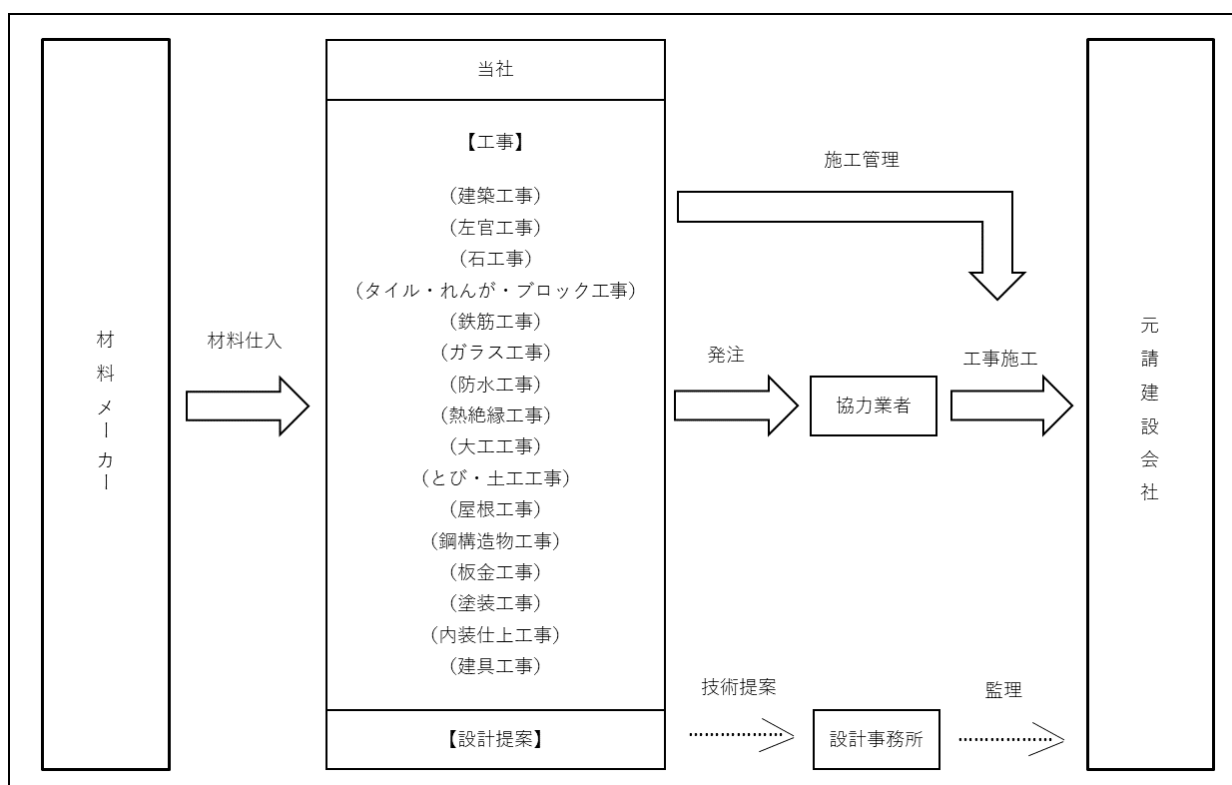 材料メーカー
材料仕入
当社
【工事】
(建築工事)
(左官工事)
(石工事)
(タイル・れんが・ブロック工事)
(鉄筋工事)
(ガラス工事)
(防水工事)
(熱絶縁工事)
(大工工事)
(とび・土工工事)
(屋根工事)
(鋼構造物工事)
(板金工事)
(塗装工事)
(内装仕上工事)
(建具工事)
【設計提案】
施工管理
発注
協力業者
工事施工
技術提案
設計事務所
監理
元請建設会社